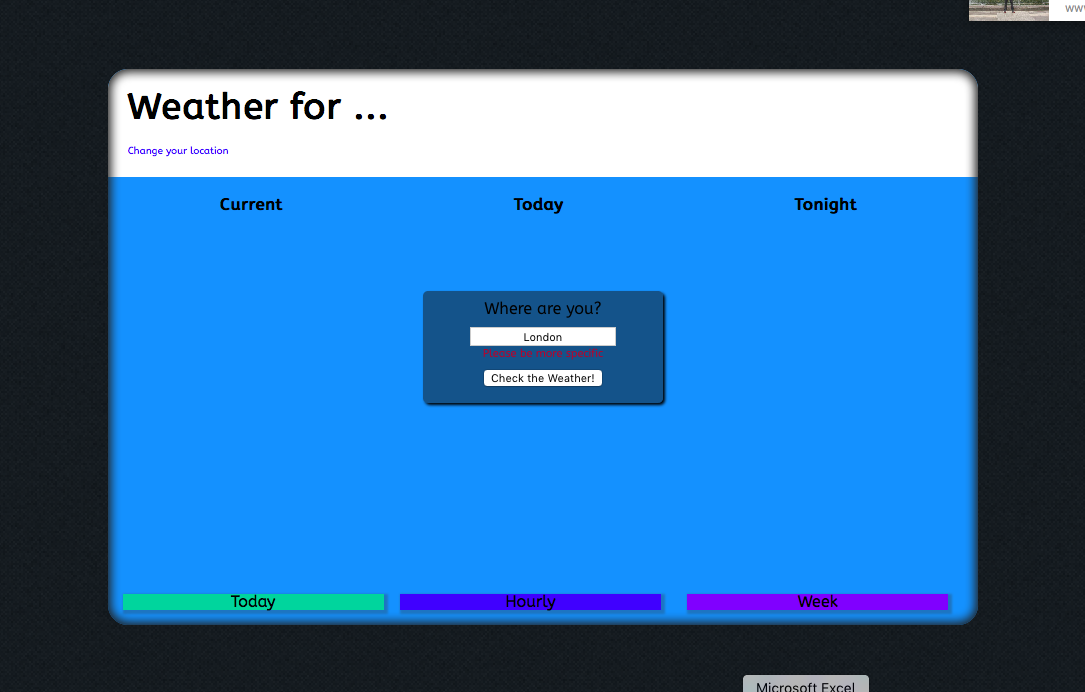 www
Weather for ...
Change your location
Current Today Tonight
Where are you?
London
Please be more specific
Check the Weather!
Today Hourly Week
Microsoft Excel